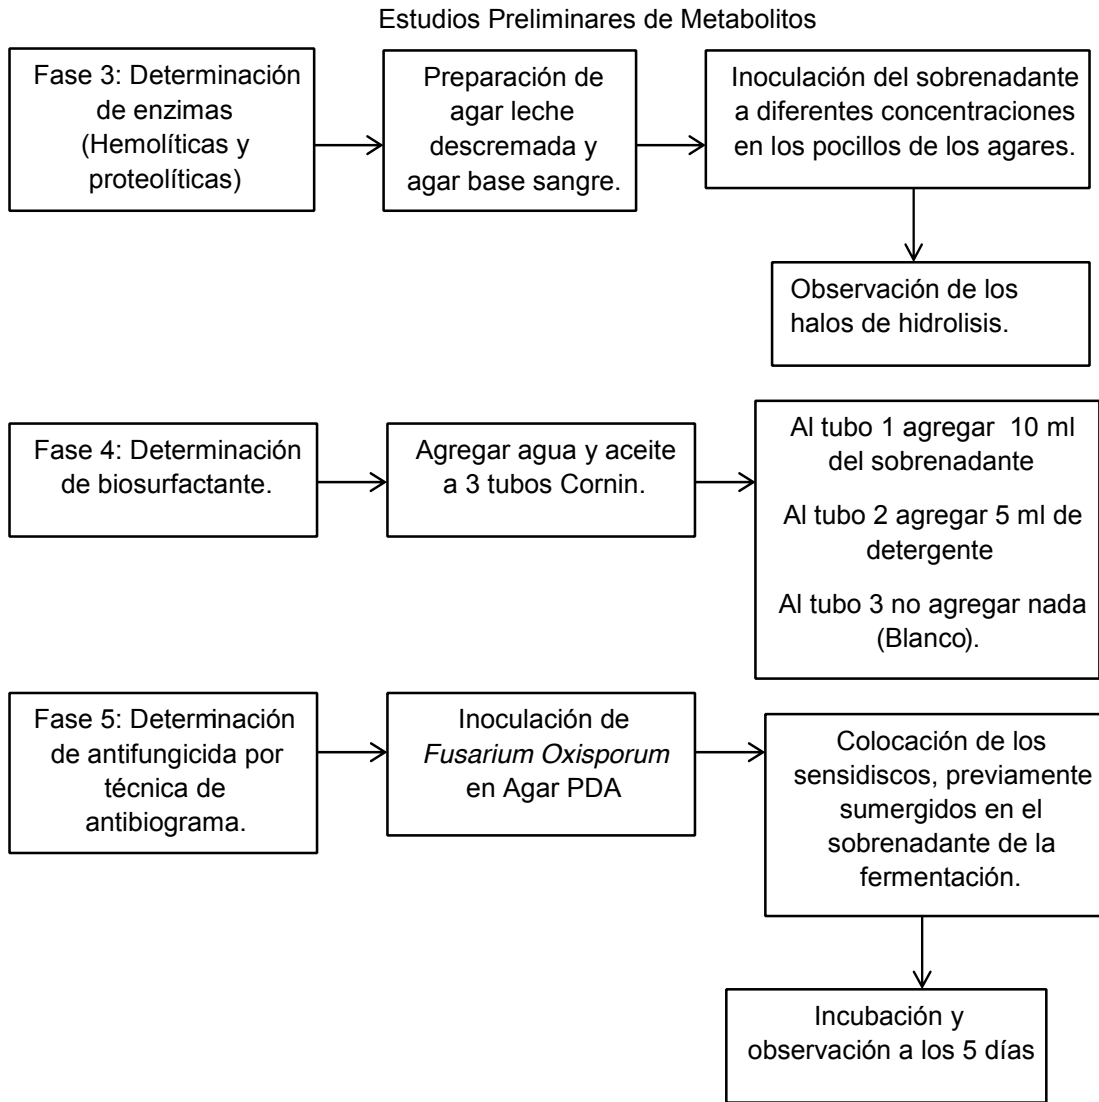 Estudios Preliminares de Metabolitos
Fase 3: Determinación
de enzimas
(Hemolíticas y
proteolíticas)
Preparación de
agar leche
descremada y
agar base sangre.
Inoculación del sobrenadante
a diferentes concentraciones
en los pocillos de los agares.
Observación de los
halos de hidrolisis.
Fase 4: Determinación
de biosurfactante.
Agregar agua y aceite
a 3 tubos Cornin.
Al tubo 1 agregar 10 ml
del sobrenadante
Al tubo 2 agregar 5 ml de
detergente
Al tubo 3 no agregar nada
(Blanco).
Fase 5: Determinación
de antifungicida por
técnica de
antibiograma.
Inoculación de
Fusarium Oxisporum
en Agar PDA
Colocación de los
sensidiscos, previamente
sumergidos en el
sobrenadante de la
fermentación.
Incubación y
observación a los 5 días